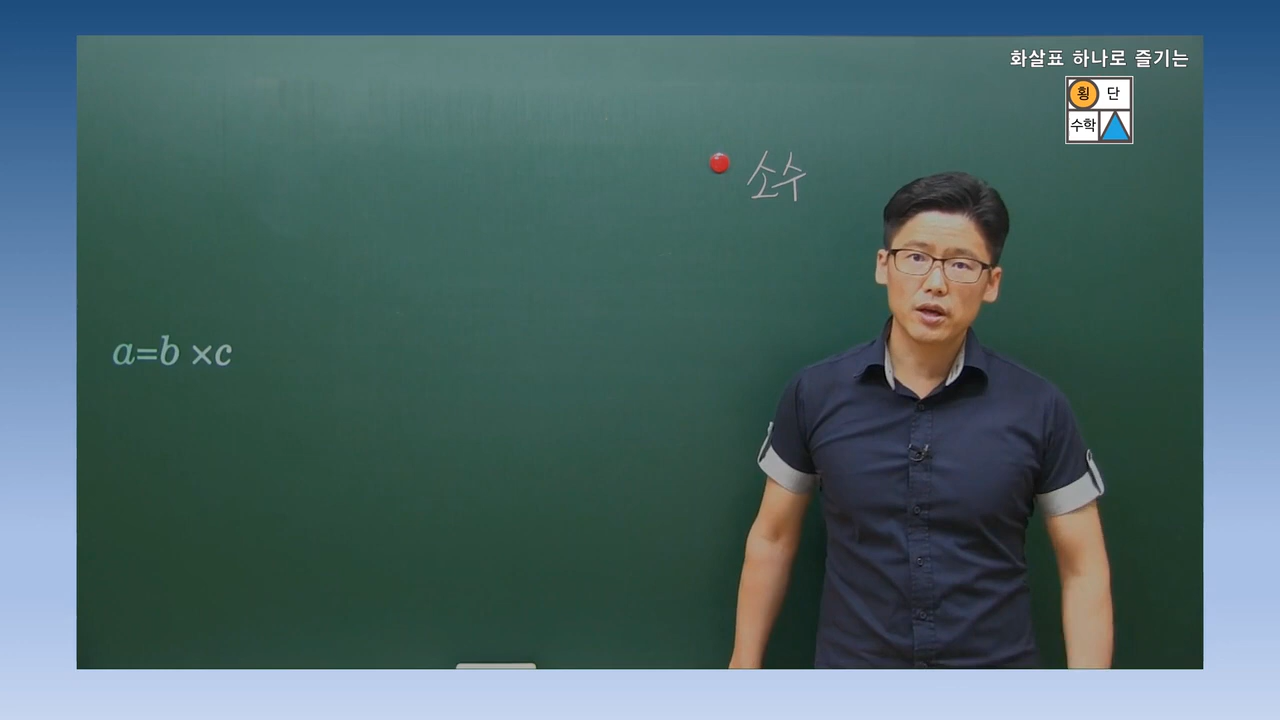 화살표 하나로 즐기는
횡 단
수학
소수
a=b ×c